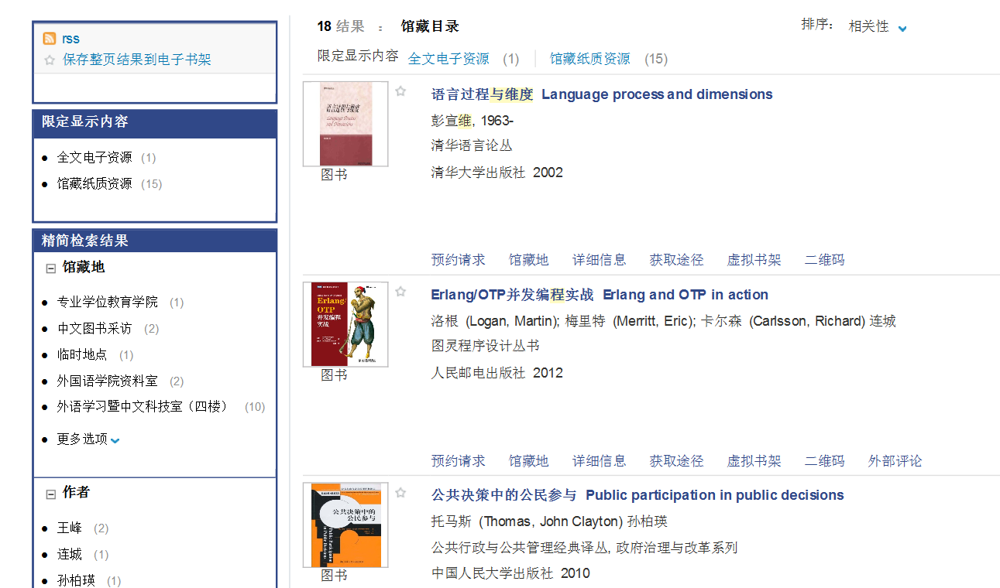 rss
保存整页结果到电子书架
限定显示内容
全文电子资源 (1)
馆藏纸质资源 (15)
精简检索结果
馆藏地
专业学位教育学院 (1)
中文图书采访 (2)
临时地点 (1)
外国语学院资料室 (2)
外语学习暨中文科技室（四楼） (10)
更多选项
作者
王峰 (2)
连城 (1)
孙柏瑛 (1)
18 结果 : 馆藏目录
排序: 相关性
限定显示内容 全文电子资源 (1) 馆藏纸质资源 (15)
语言过程与维度
Language Process
and Dimensions
图书
语言过程与维度 Language process and dimensions
彭宣维, 1963-
清华语言论丛
清华大学出版社 2002
预约请求 馆藏地 详细信息 获取途径 虚拟书架 二维码
Erlang/
OTP
并发编程
实战
图书
Erlang/OTP并发编程实战 Erlang and OTP in action
洛根 (Logan, Martin); 梅里特 (Merritt, Eric); 卡尔森 (Carlsson, Richard) 连城
图灵程序设计丛书
人民邮电出版社 2012
预约请求 馆藏地 详细信息 获取途径 虚拟书架 二维码 外部评论
公共决策中的
公民参与
Public Participation
in Public Decisions
图书
公共决策中的公民参与 Public participation in public decisions
托马斯 (Thomas, John Clayton) 孙柏瑛
公共行政与公共管理经典译丛, 政府治理与改革系列
中国人民大学出版社 2010